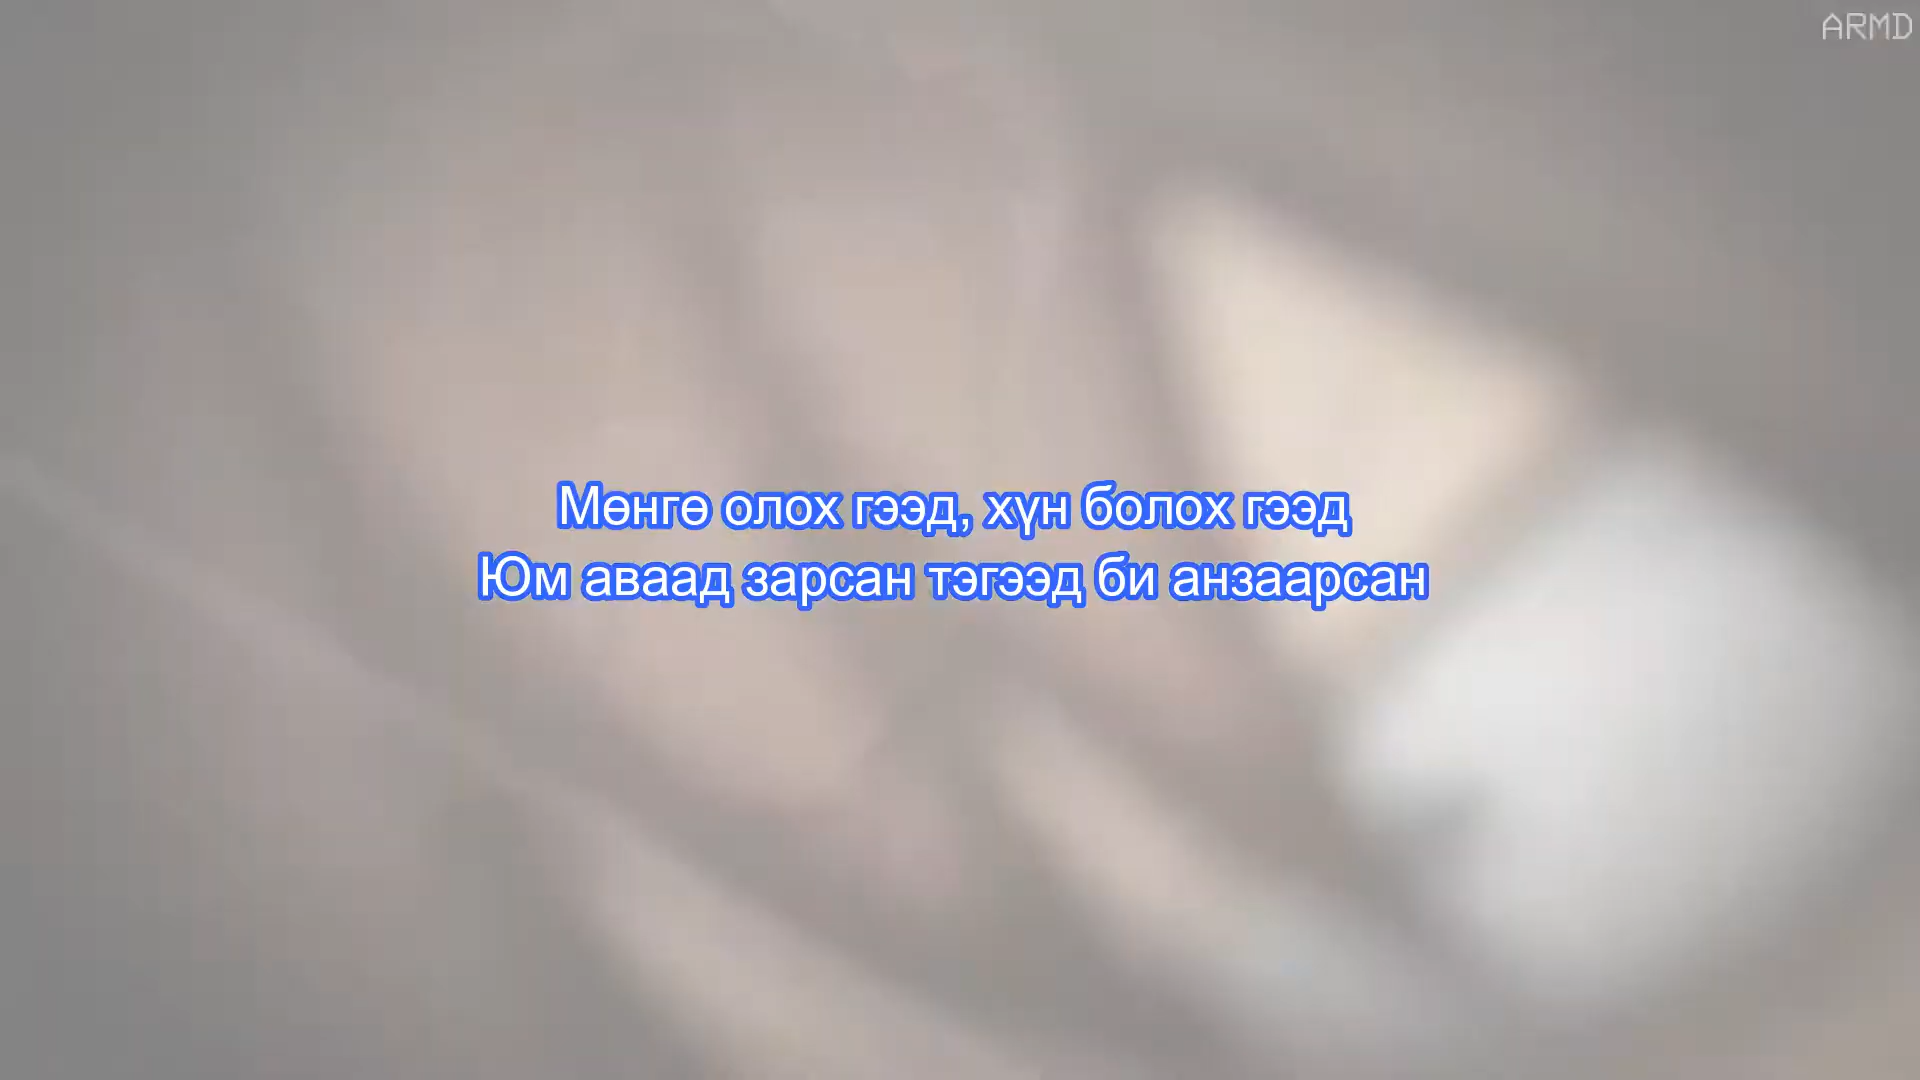 ARMD
Мөнгө олох гээд, хүн болох гээд
Юм аваад зарсан тэгээд би анзаарсан